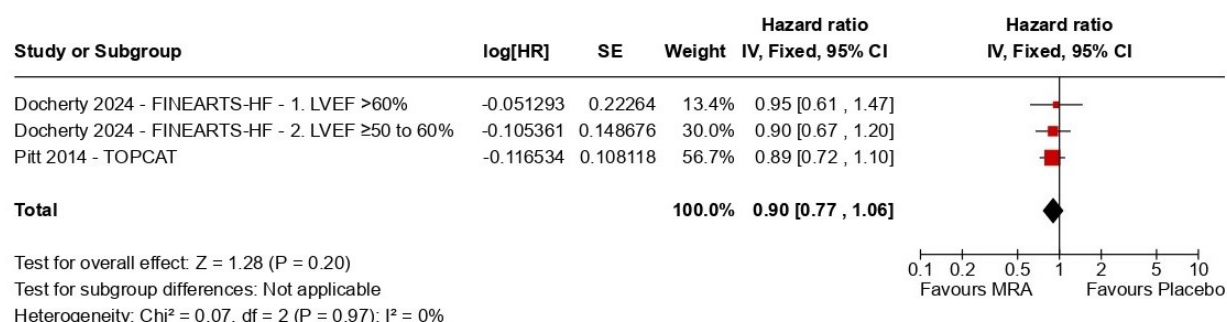 Hazard ratio Hazard ratio
Study or Subgroup log[HR] SE Weight IV, Fixed, 95% CI IV, Fixed, 95% CI
Docherty 2024 - FINEARTS-HF - 1. LVEF >60% -0.051293 0.22264 13.4% 0.95 [0.61 , 1.47]
Docherty 2024 - FINEARTS-HF - 2. LVEF ≥50 to 60% -0.105361 0.148676 30.0% 0.90 [0.67 , 1.20]
Pitt 2014 - TOPCAT -0.116534 0.108118 56.7% 0.89 [0.72 , 1.10]
Total 100.0% 0.90 [0.77 , 1.06]
Test for overall effect: Z = 1.28 (P = 0.20)
0.1 0.2 0.5 1 2 5 10
Test for subgroup differences: Not applicable
Favours MRA Favours Placebo
Heterogeneity: Chi² = 0.07, df = 2 (P = 0.97); I² = 0%